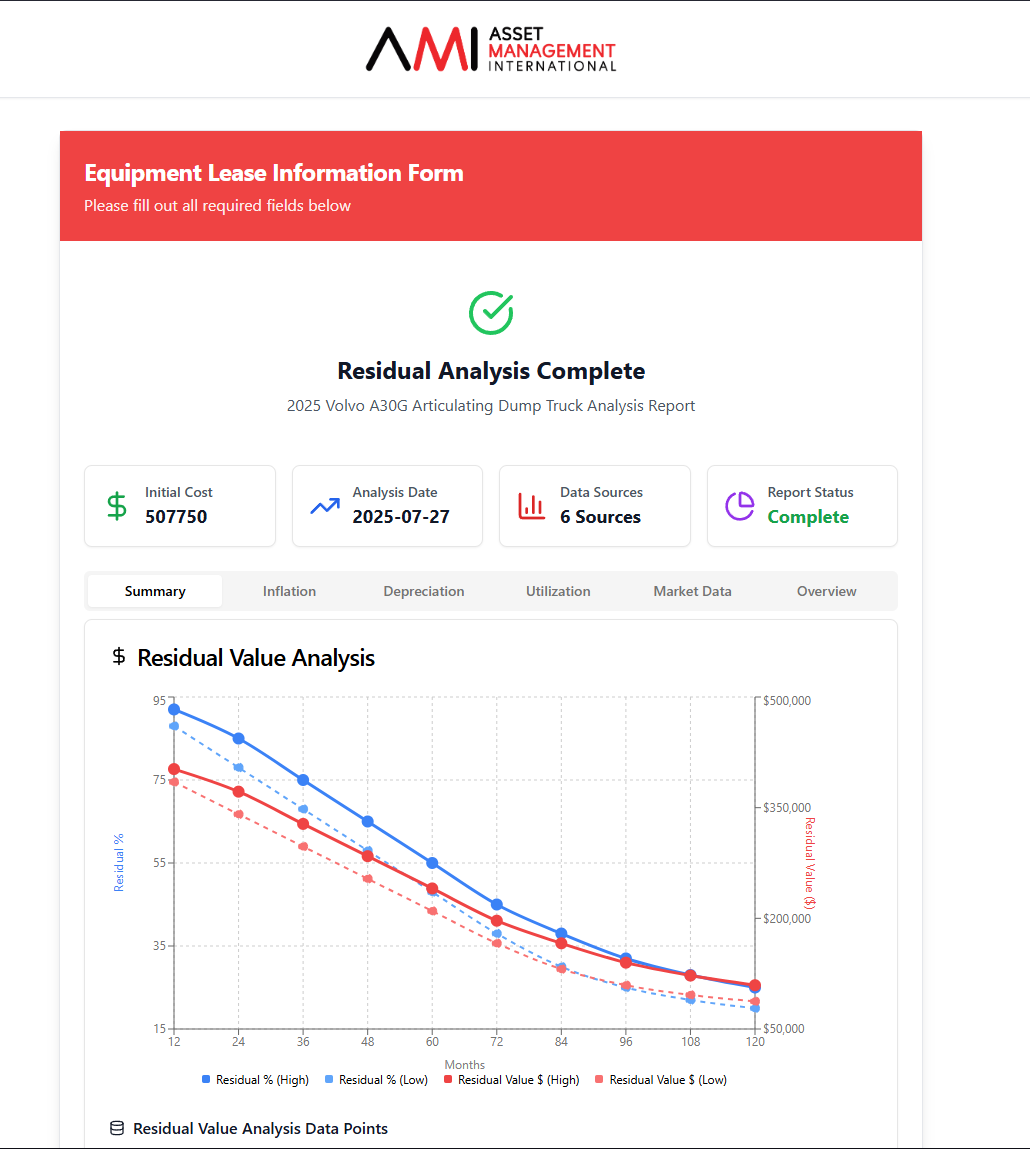 AMI
ASSET
MANAGEMENT
INTERNATIONAL
Equipment Lease Information Form
Please fill out all required fields below
Residual Analysis Complete
2025 Volvo A30G Articulating Dump Truck Analysis Report
Initial Cost
507750
Analysis Date
2025-07-27
Data Sources
6 Sources
Report Status
Complete
Summary Inflation Depreciation Utilization Market Data Overview
$ Residual Value Analysis
95
75
55
35
15
Residual %
$500,000
$350,000
$200,000
$50,000
Residual Value ($)
12 24 36 48 60 72 84 96 108 120
Months
Residual % (High) Residual % (Low) Residual Value $ (High) Residual Value $ (Low)
Residual Value Analysis Data Points